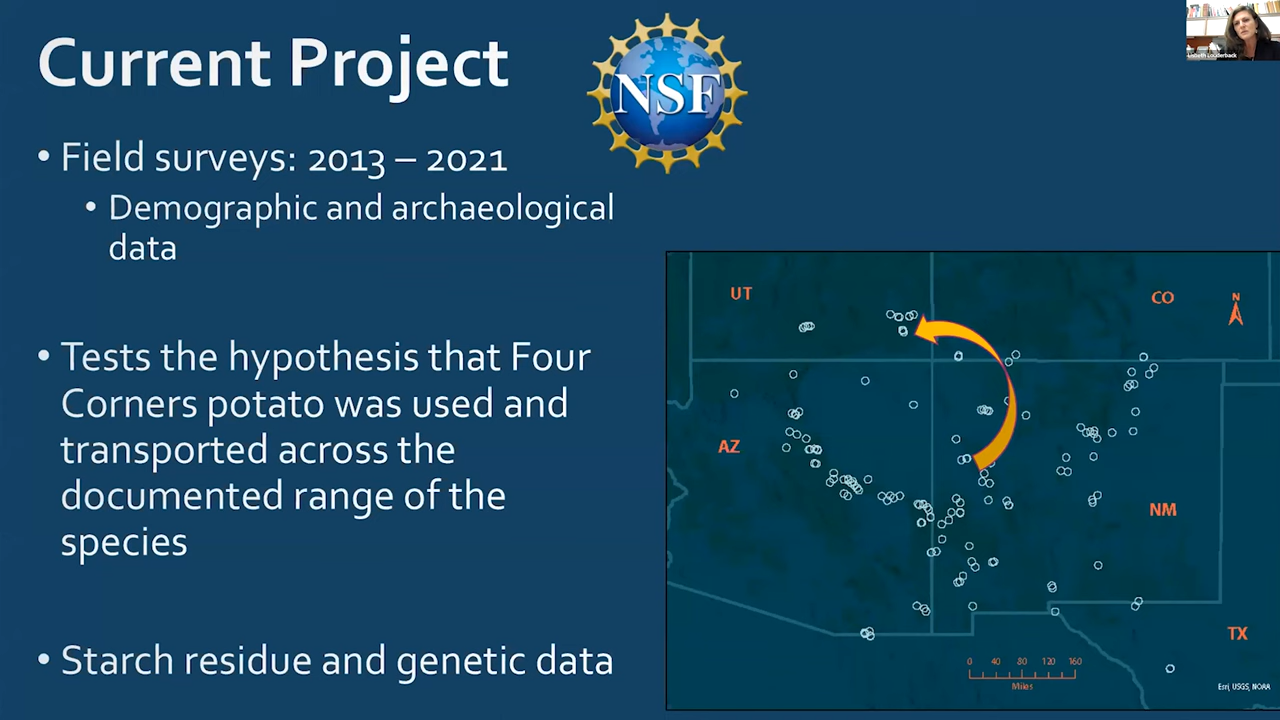 Current Project
NSF
Lisbeth Louderback
• Field surveys: 2013 – 2021
• Demographic and archaeological
data
• Tests the hypothesis that Four
Corners potato was used and
transported across the
documented range of the
species
• Starch residue and genetic data
UT
CO
N
AZ
NM
TX
0 40 80 120 160
Miles
Esri, USGS, NOAA